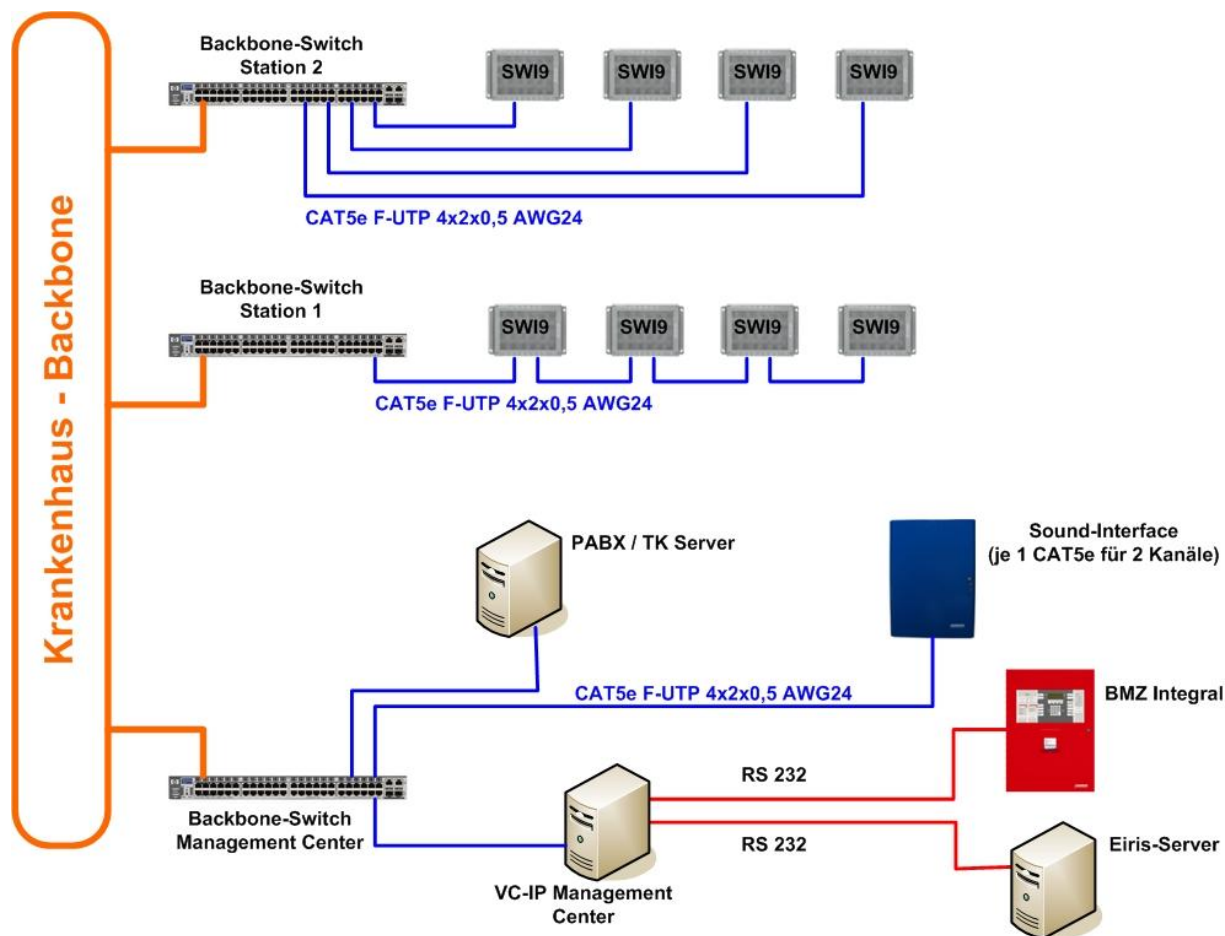 Krankenhaus - Backbone
Backbone-Switch
Station 2
SWI9
SWI9
SWI9
SWI9
CAT5e F-UTP 4x2x0,5 AWG24
Backbone-Switch
Station 1
SWI9
SWI9
SWI9
SWI9
CAT5e F-UTP 4x2x0,5 AWG24
PABX / TK Server
Sound-Interface
(je 1 CAT5e für 2 Kanäle)
CAT5e F-UTP 4x2x0,5 AWG24
BMZ Integral
RS 232
Backbone-Switch
Management Center
RS 232
Eiris-Server
VC-IP Management
Center